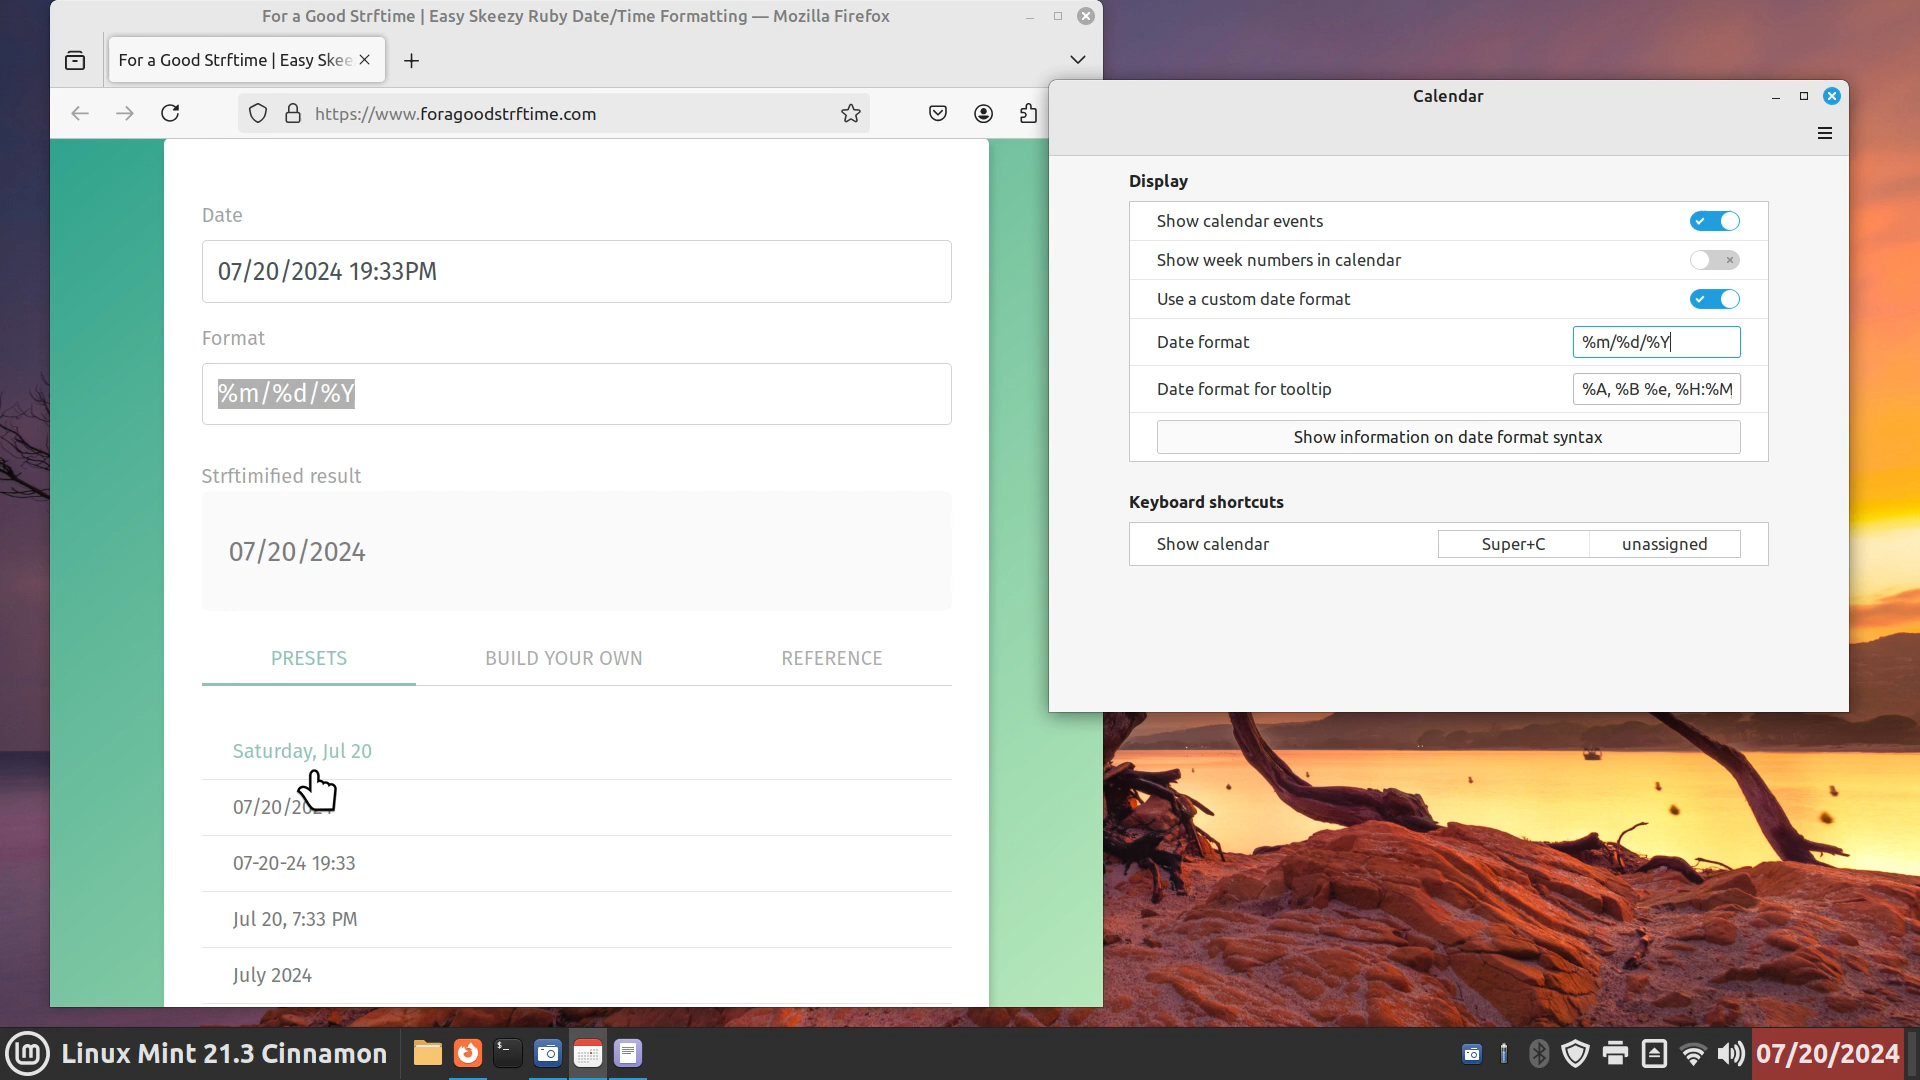 For a Good Strftime | Easy Skeezy Ruby Date/Time Formatting — Mozilla Firefox
For a Good Strftime | Easy Skee
https://www.foragoodstrftime.com
Date
07/20/2024 19:33PM
Format
%m/%d/%Y
Strftimified result
07/20/2024
PRESETS
BUILD YOUR OWN
REFERENCE
Saturday, Jul 20
07/20/2024
07-20-24 19:33
Jul 20, 7:33 PM
July 2024
Calendar
Display
Show calendar events
Show week numbers in calendar
Use a custom date format
Date format
%m/%d/%Y
Date format for tooltip
%A, %B %e, %H:%M
Show information on date format syntax
Keyboard shortcuts
Show calendar
Super+C
unassigned
Linux Mint 21.3 Cinnamon
07/20/2024